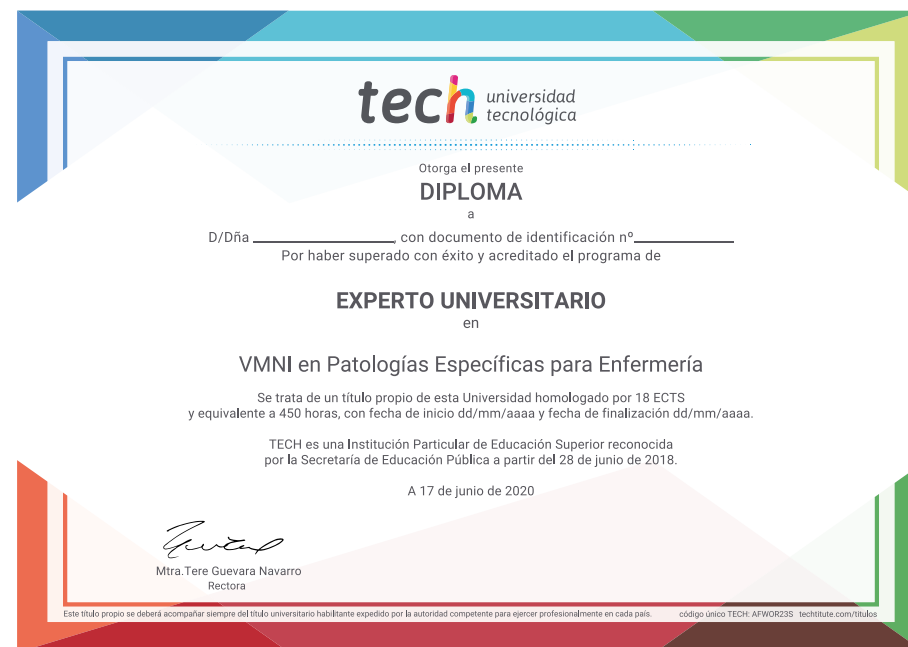 tech universidad
tecnológica
Otorga el presente
DIPLOMA
a
D/Dña ____________________, con documento de identificación nº______________
Por haber superado con éxito y acreditado el programa de
EXPERTO UNIVERSITARIO
en
VMNI en Patologías Específicas para Enfermería
Se trata de un título propio de esta Universidad homologado por 18 ECTS
y equivalente a 450 horas, con fecha de inicio dd/mm/aaaa y fecha de finalización dd/mm/aaaa.
TECH es una Institución Particular de Educación Superior reconocida
por la Secretaría de Educación Pública a partir del 28 de junio de 2018.
A 17 de junio de 2020
Mtra.Tere Guevara Navarro
Rectora
Este título propio se deberá acompañar siempre del título universitario habilitante expedido por la autoridad competente para ejercer profesionalmente en cada país. código único TECH: AFWOR23S techtitute.com/titulos